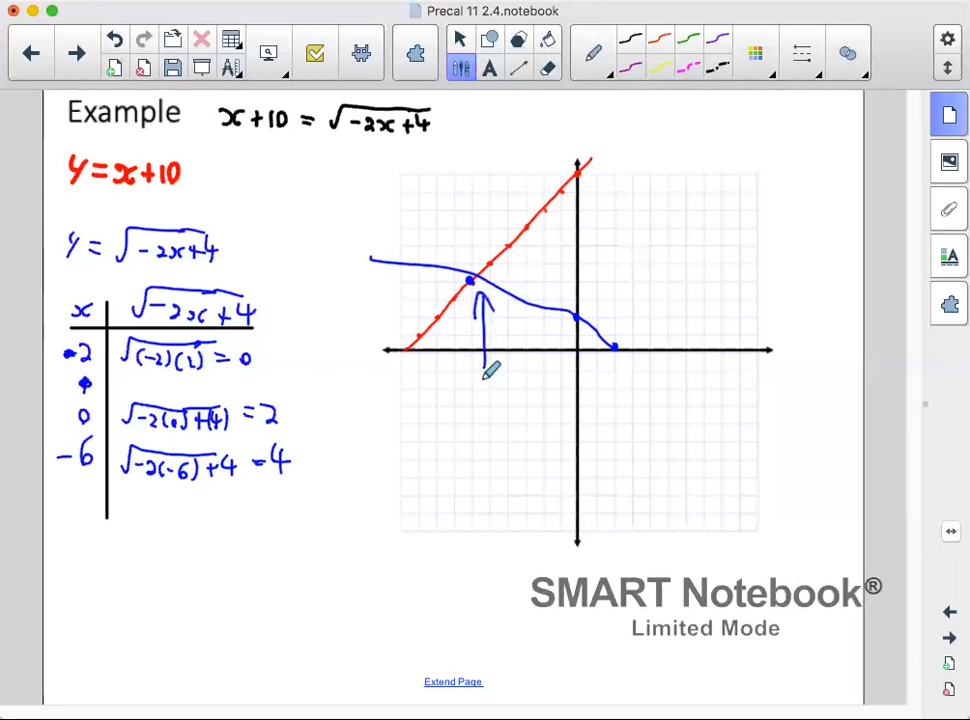 Precal 11 2.4.notebook
Example x+10 = √-2x+4
y = x+10
y = √-2x+4
x √-2x+4
-2 √(-2)(2) = 0
0 √-2(0)+(4) = 2
-6 √-2(-6)+4 = 4
SMART Notebook®
Limited Mode
Extend Page